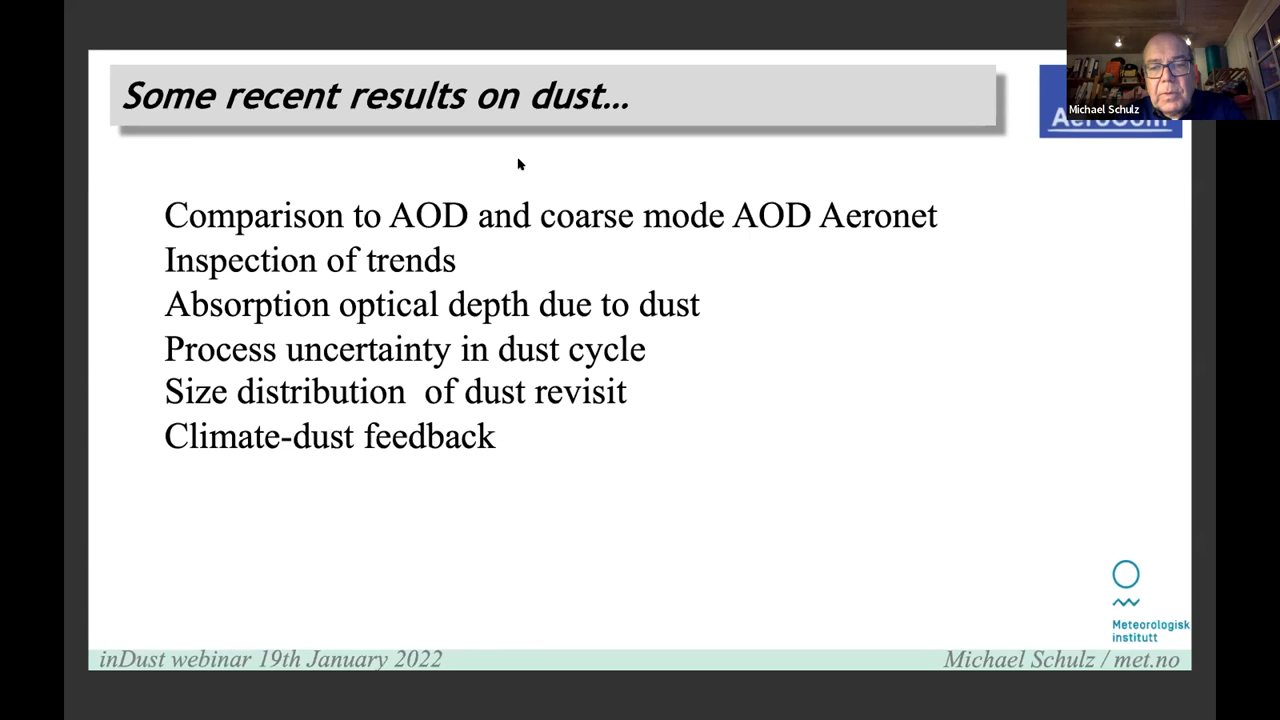 Some recent results on dust...
Michael Schulz
AeroCom
Comparison to AOD and coarse mode AOD Aeronet
Inspection of trends
Absorption optical depth due to dust
Process uncertainty in dust cycle
Size distribution  of dust revisit
Climate-dust feedback
Meteorologisk
institutt
inDust webinar 19th January 2022
Michael Schulz / met.no